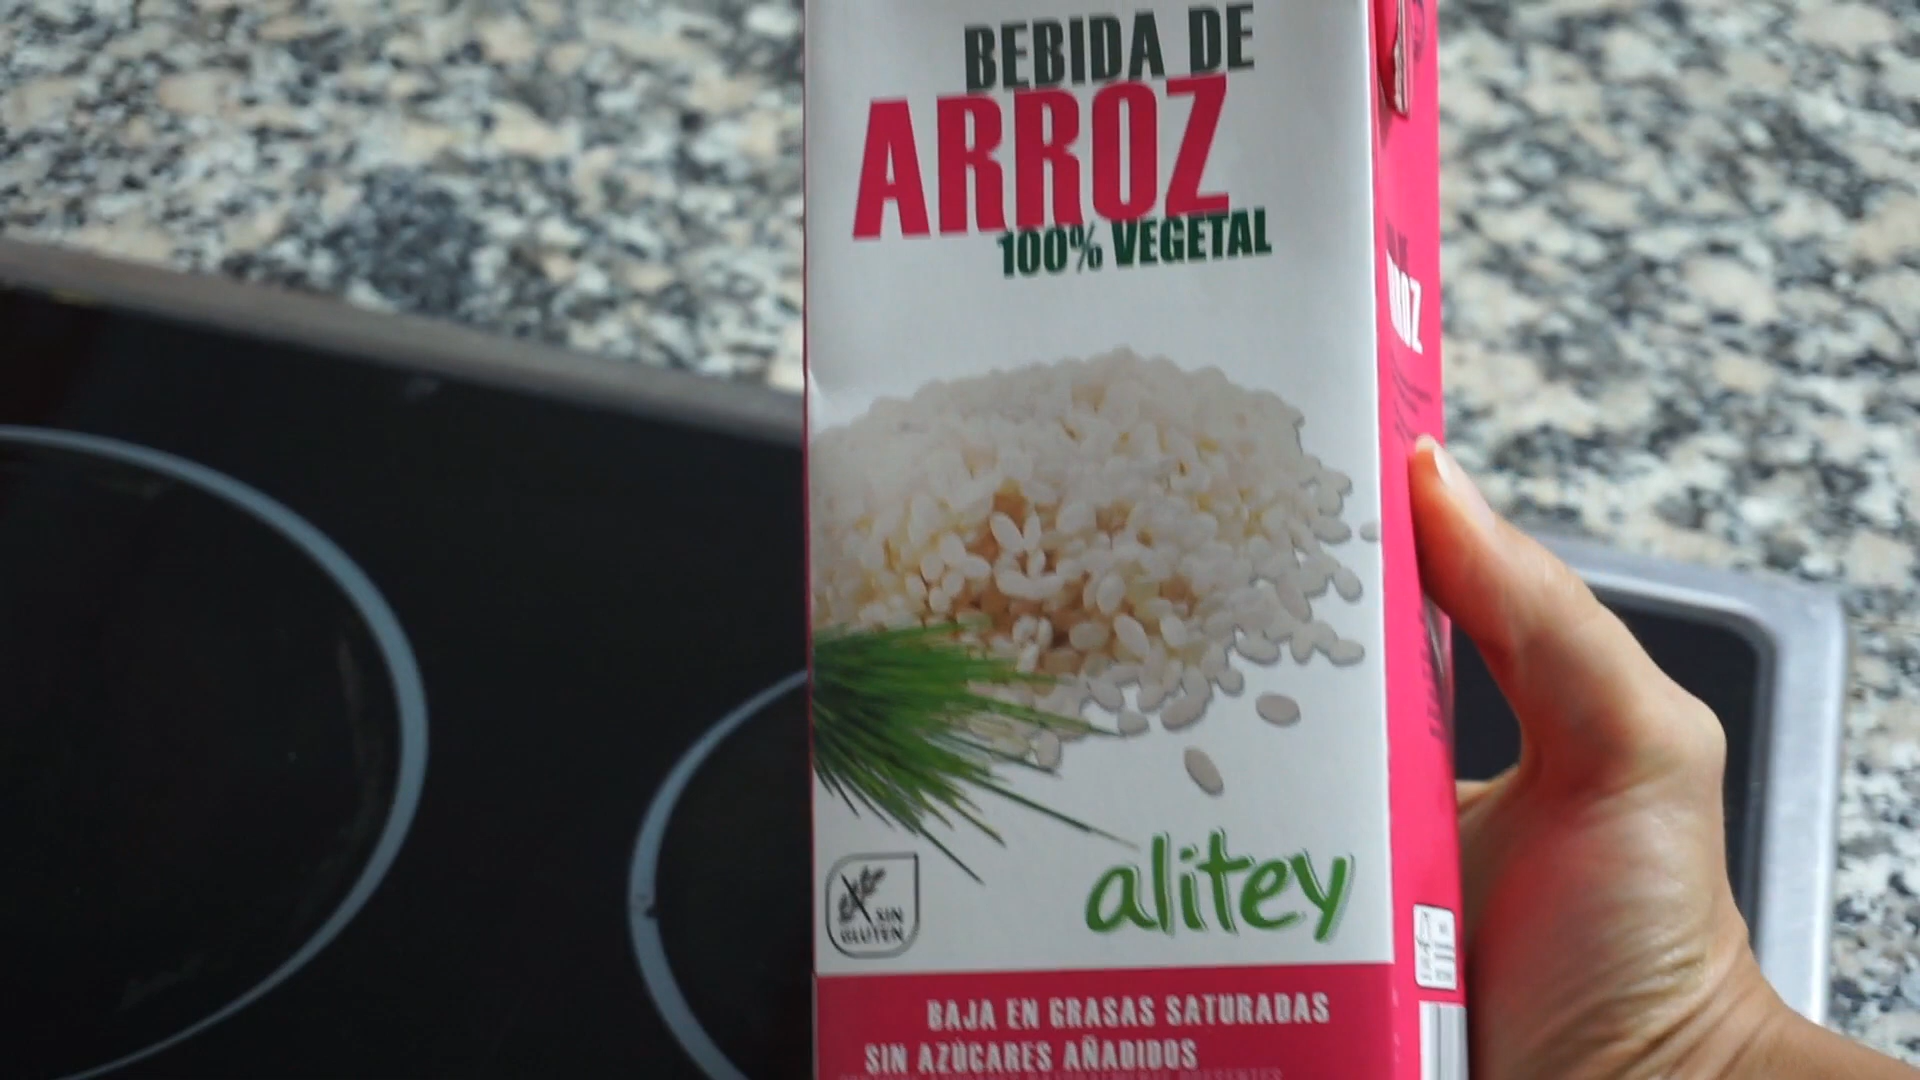 BEBIDA DE
ARROZ
100% VEGETAL
SIN
GLUTEN
alitey
BAJA EN GRASAS SATURADAS
SIN AZÚCARES AÑADIDOS